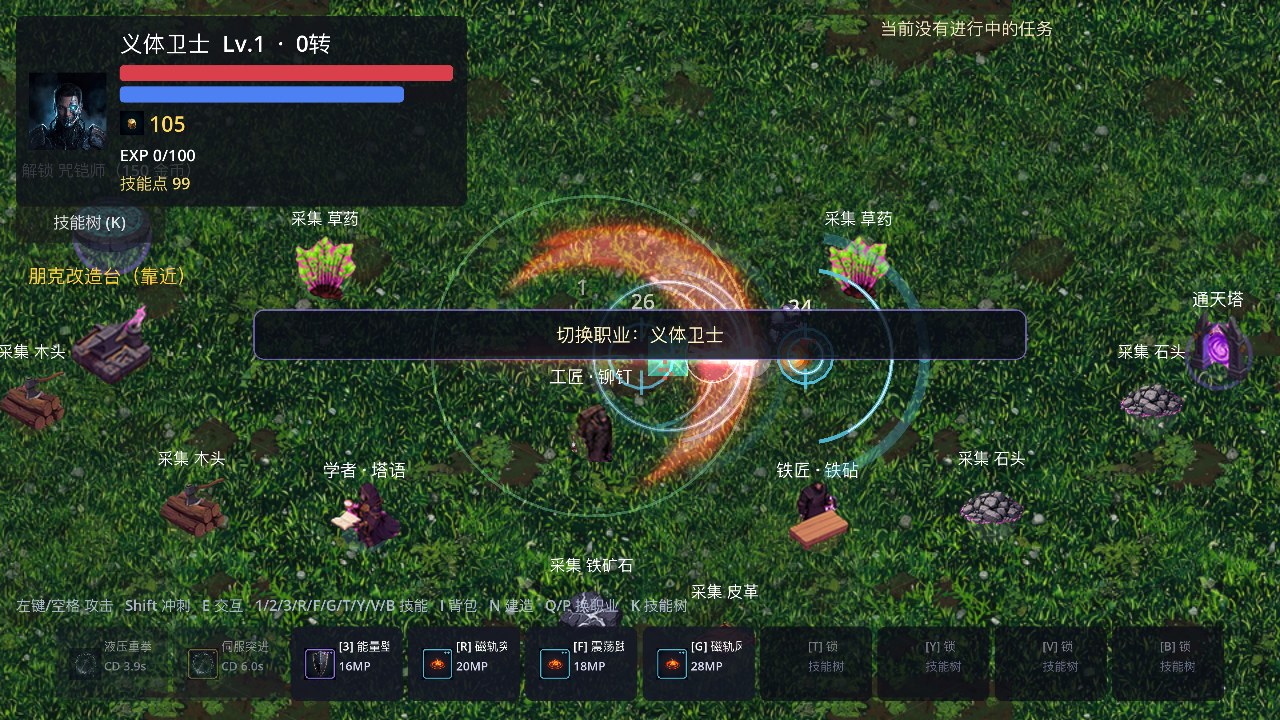 义体卫士 Lv.1 · 0转
当前没有进行中的任务
105
EXP 0/100
解锁 咒铠师（150 金币）
技能点 99
技能树 (K)
采集 草药
采集 草药
朋克改造台（靠近）
1
26
34
通天塔
切换职业：义体卫士
采集 木头
采集 石头
工匠·铆钉
采集 木头
学者·塔语
铁匠·铁砧
采集 石头
采集 铁矿石
采集 皮革
左键/空格 攻击 Shift 冲刺 E 交互 1/2/3/R/F/G/T/Y/V/B 技能 I 背包 N 建造 Q/P 换职业 K 技能树
液压重拳
CD 3.9s
伺服突进
CD 6.0s
[3] 能量
16MP
[R] 磁轨
20MP
[F] 震荡
18MP
[G] 磁轨
28MP
[T] 锁
技能树
[Y] 锁
技能树
[V] 锁
技能树
[B] 锁
技能树